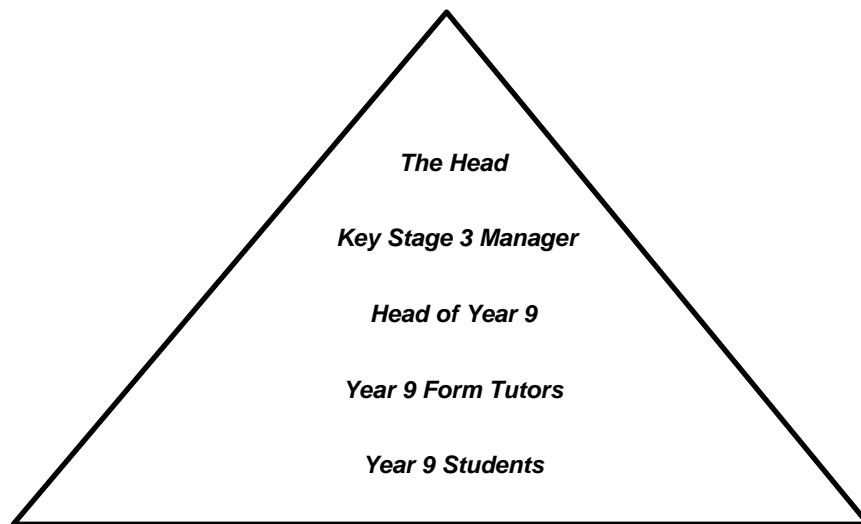 The Head
Key Stage 3 Manager
Head of Year 9
Year 9 Form Tutors
Year 9 Students